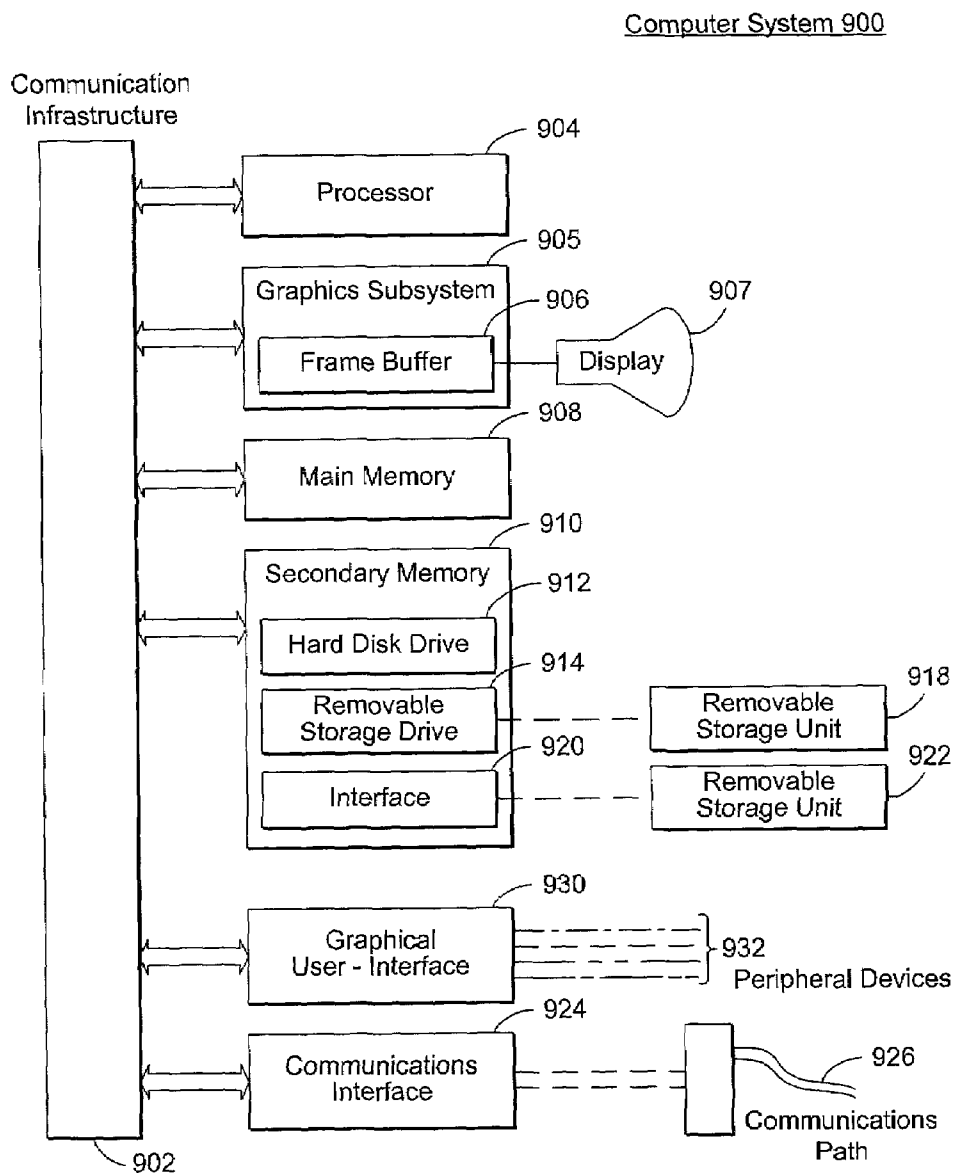 Computer System 900
Communication
Infrastructure
904
Processor
905
Graphics Subsystem
906
907
Frame Buffer
Display
908
Main Memory
910
Secondary Memory
912
Hard Disk Drive
914
Removable
Storage Drive
918
Removable
Storage Unit
920
Interface
922
Removable
Storage Unit
930
Graphical
User - Interface
932
Peripheral Devices
924
Communications
Interface
926
Communications
Path
902